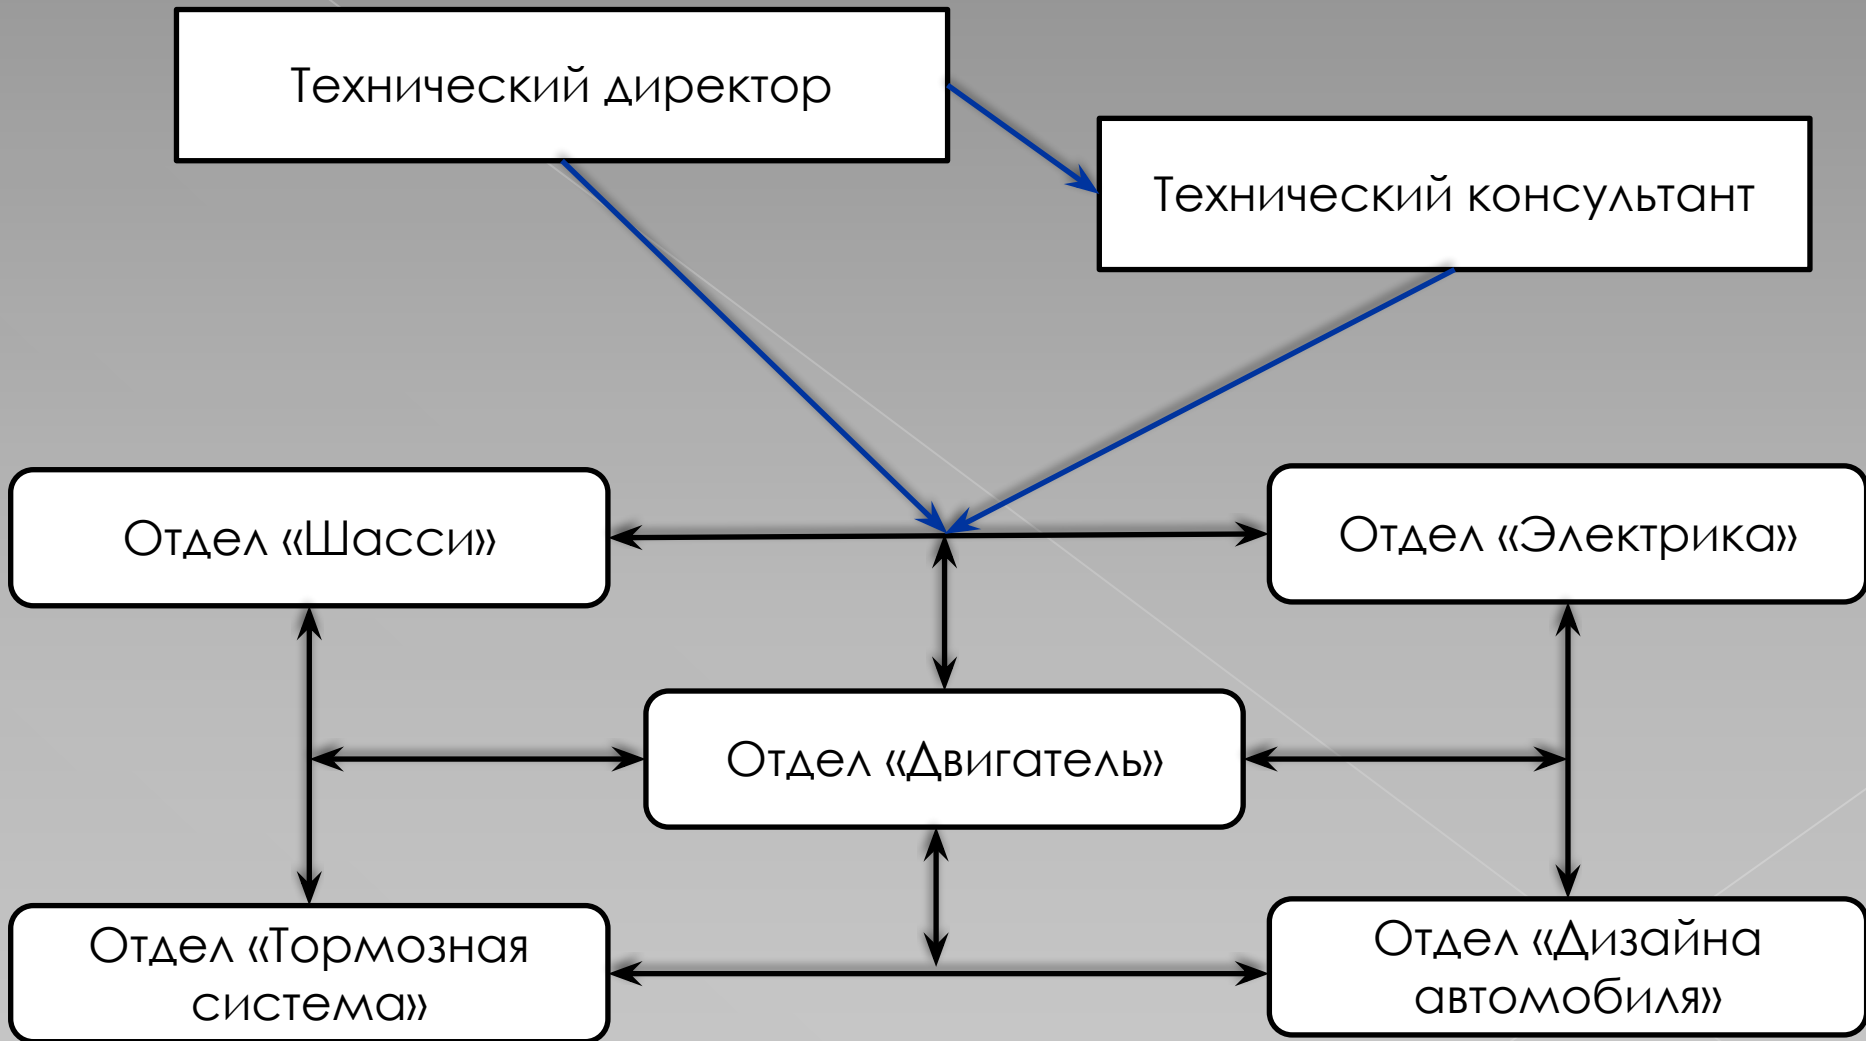 Технический директор
Технический консультант
Отдел «Шасси»
Отдел «Электрика»
Отдел «Двигатель»
Отдел «Тормозная
система»
Отдел «Дизайна
автомобиля»